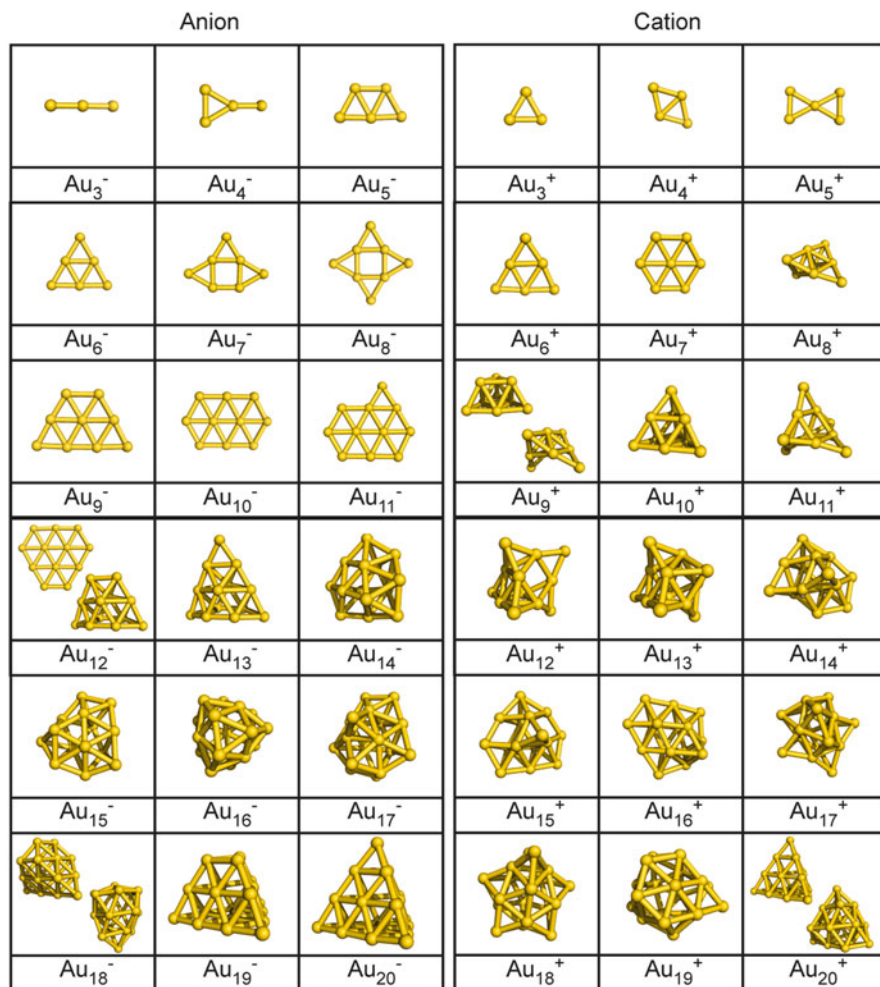 Anion Cation
Au₃⁻ Au₄⁻ Au₅⁻ Au₃⁺ Au₄⁺ Au₅⁺
Au₆⁻ Au₇⁻ Au₈⁻ Au₆⁺ Au₇⁺ Au₈⁺
Au₉⁻ Au₁₀⁻ Au₁₁⁻ Au₉⁺ Au₁₀⁺ Au₁₁⁺
Au₁₂⁻ Au₁₃⁻ Au₁₄⁻ Au₁₂⁺ Au₁₃⁺ Au₁₄⁺
Au₁₅⁻ Au₁₆⁻ Au₁₇⁻ Au₁₅⁺ Au₁₆⁺ Au₁₇⁺
Au₁₈⁻ Au₁₉⁻ Au₂₀⁻ Au₁₈⁺ Au₁₉⁺ Au₂₀⁺